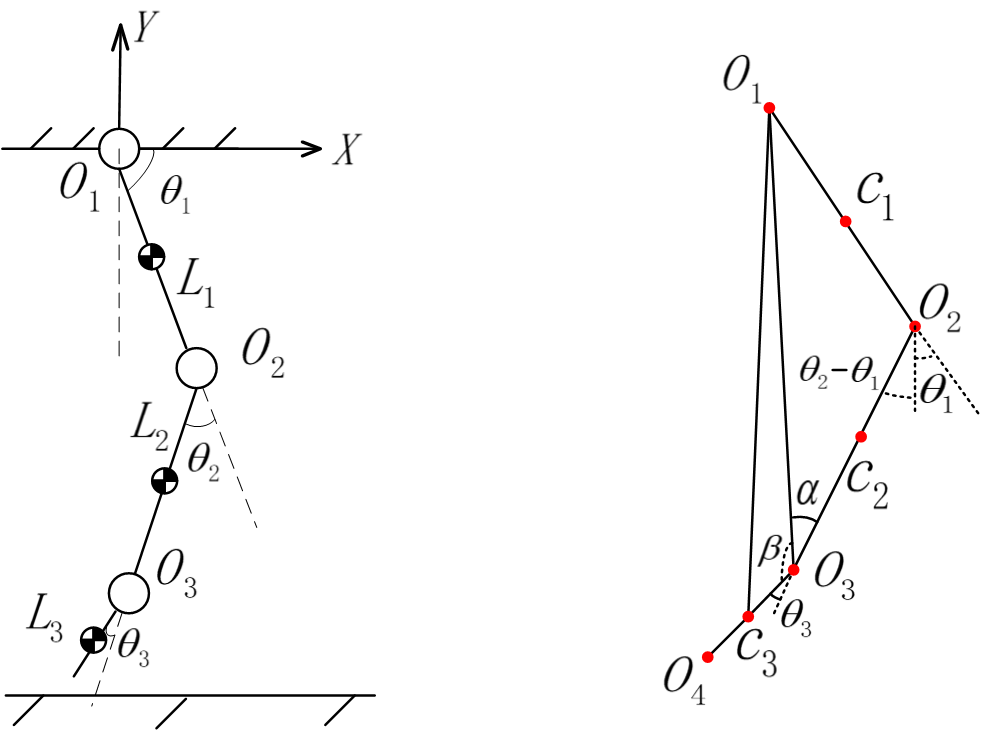 Y
X
O₁
θ₁
L₁
O₂
L₂
θ₂
O₃
L₃
θ₃
O₁
C₁
O₂
θ₂-θ₁
θ₁
C₂
α
β
O₃
θ₃
C₃
O₄